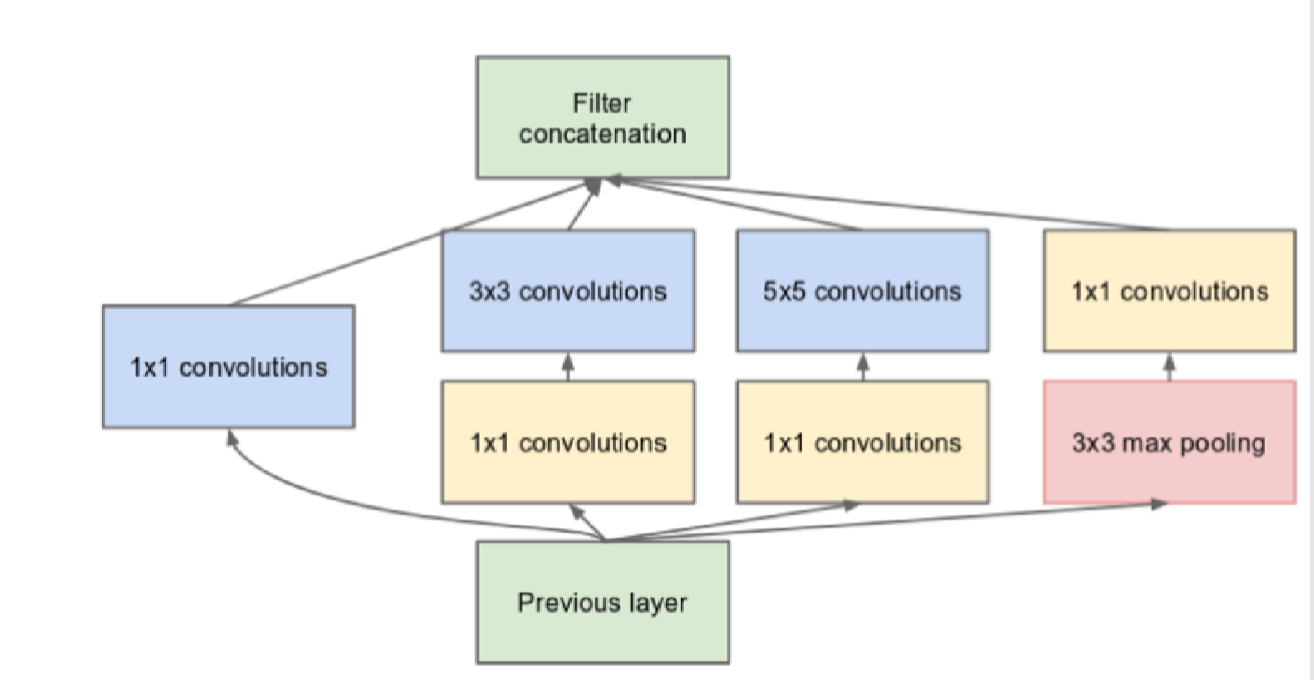 Filter
concatenation
3x3 convolutions
5x5 convolutions
1x1 convolutions
1x1 convolutions
1x1 convolutions
1x1 convolutions
3x3 max pooling
Previous layer